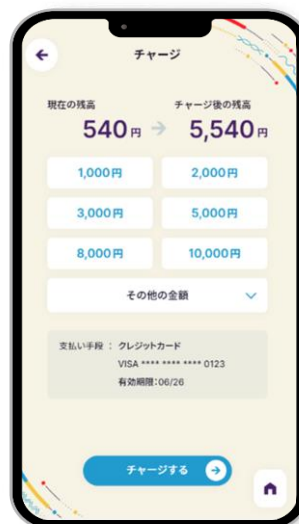 チャージ
現在の残高 チャージ後の残高
540円 → 5,540円
1,000円 2,000円
3,000円 5,000円
8,000円 10,000円
その他の金額
支払い手段 : クレジットカード
VISA **** **** **** 0123
有効期限:06/26
チャージする